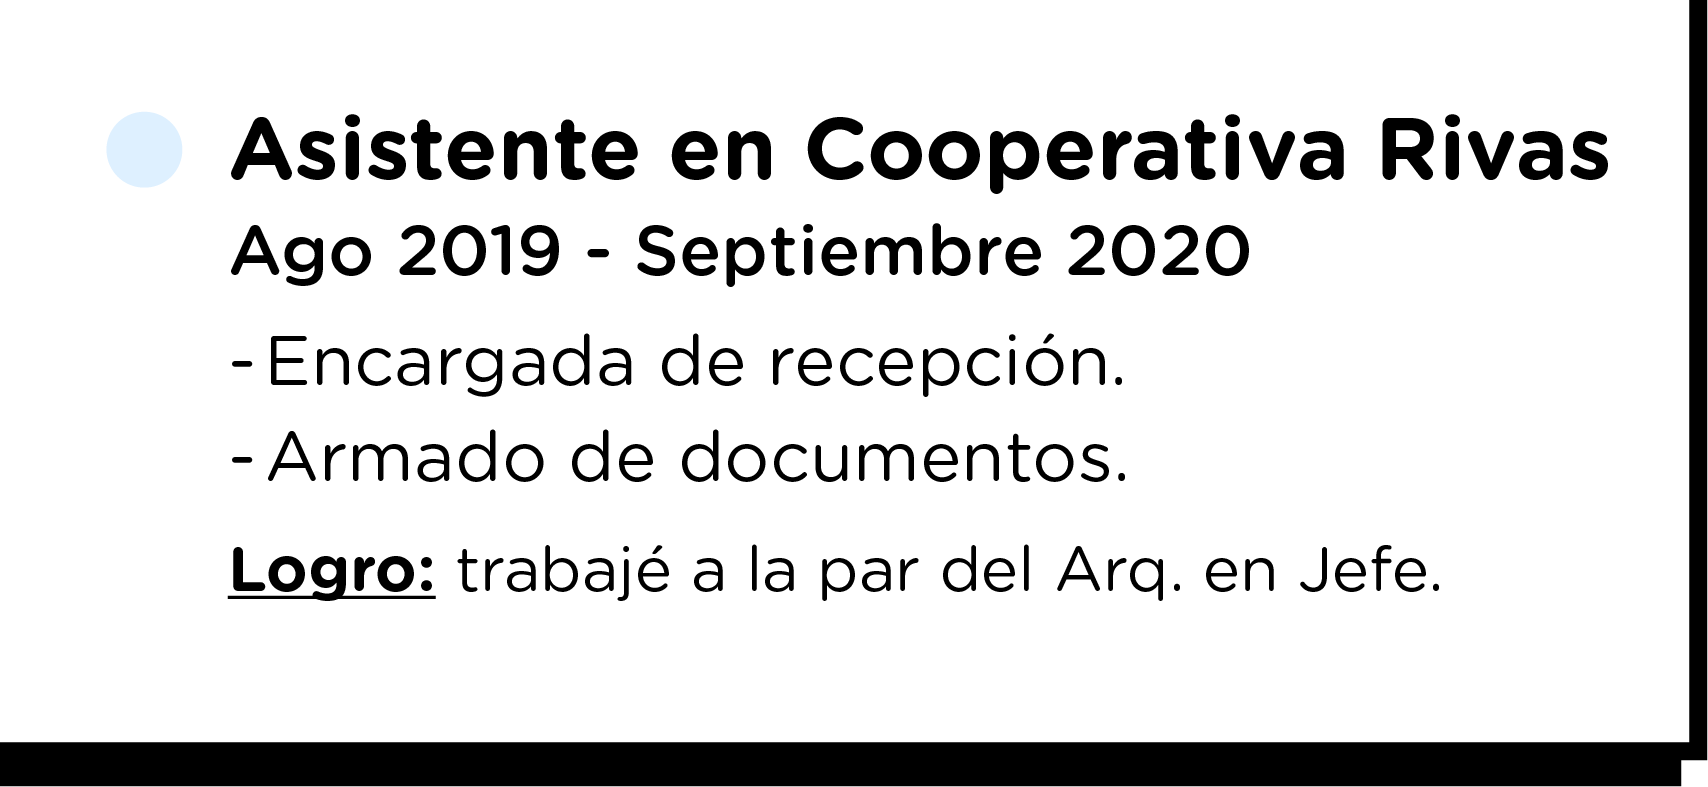 Asistente en Cooperativa Rivas
Ago 2019 - Septiembre 2020
- Encargada de recepción.
- Armado de documentos.
Logro: trabajé a la par del Arq. en Jefe.